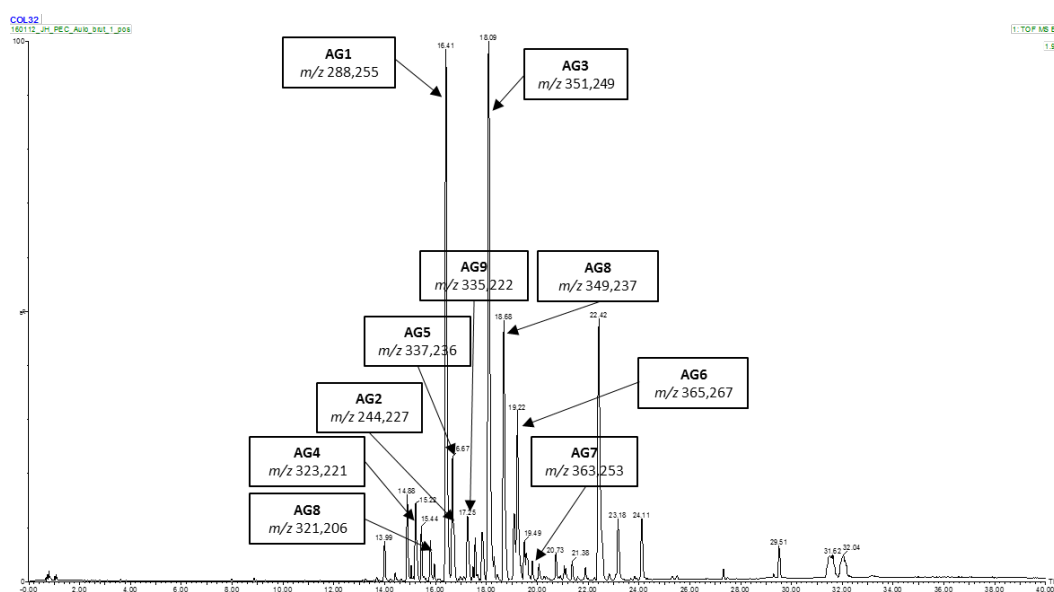 COL32
160112_JH_PEC_Auto_brut_1_pos
1: TOF MS E
1.9
100
AG1
m/z 288,255
16.41
18.09
AG3
m/z 351,249
AG9
m/z 335,222
AG8
m/z 349,237
18.68
22.42
AG5
m/z 337,236
AG6
m/z 365,267
19.22
AG2
m/z 244,227
AG4
m/z 323,221
16.67
AG7
m/z 363,253
AG8
m/z 321,206
14.88
15.22
15.44
17.25
23.18
24.11
13.99
19.49
20.73
21.38
29.51
31.62
32.04
%
0
-0.00
2.00
4.00
6.00
8.00
10.00
12.00
14.00
16.00
18.00
20.00
22.00
24.00
26.00
28.00
30.00
32.00
34.00
36.00
38.00
40.00